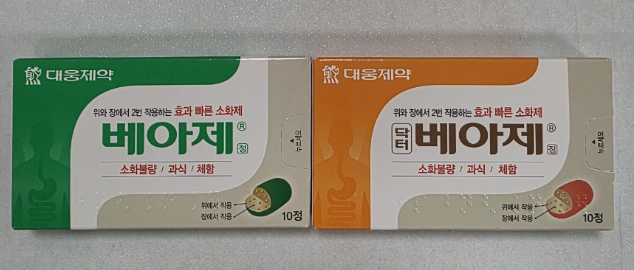 대웅제약
위와 장에서 2번 작용하는 효과 빠른 소화제
베아제® 정
소화불량 / 과식 / 체함
위에서 작용
장에서 작용
10정
대웅제약
위와 장에서 2번 작용하는 효과 빠른 소화제
닥터 베아제® 정
소화불량 / 과식 / 체함
위에서 작용
장에서 작용
10정